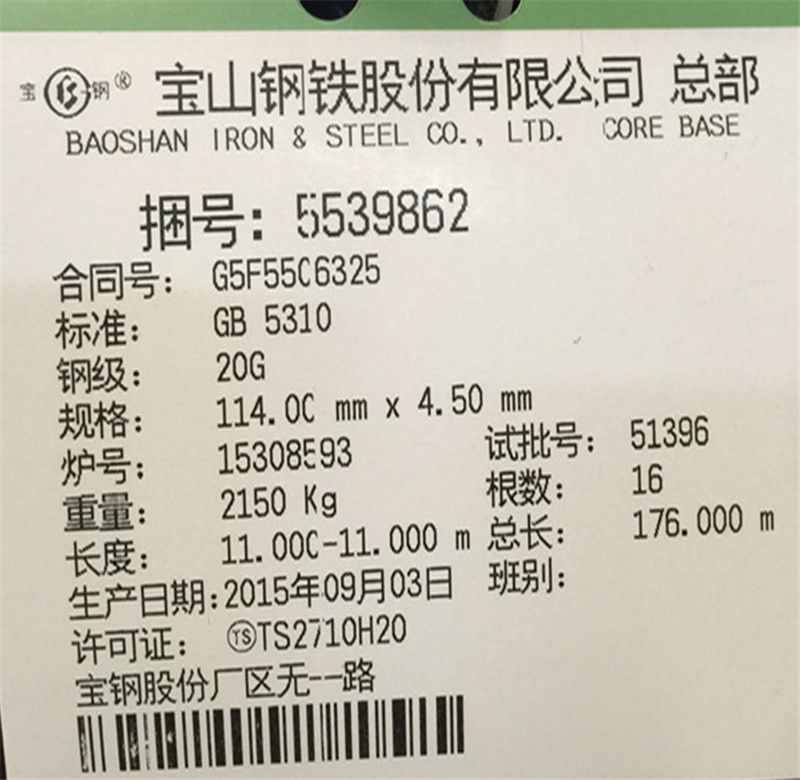 宝 钢® 宝山钢铁股份有限公司 总部
BAOSHAN IRON & STEEL CO., LTD. CORE BASE
捆号: 5539862
合同号: G5F55C6325
标准: GB 5310
钢级: 20G
规格: 114.00 mm x 4.50 mm
炉号: 15308593 试批号: 51396
重量: 2150 Kg 根数: 16
长度: 11.000-11.000 m 总长: 176.000 m
生产日期:2015年09月03日 班别:
许可证: TSTS2710H20
宝钢股份厂区无一路